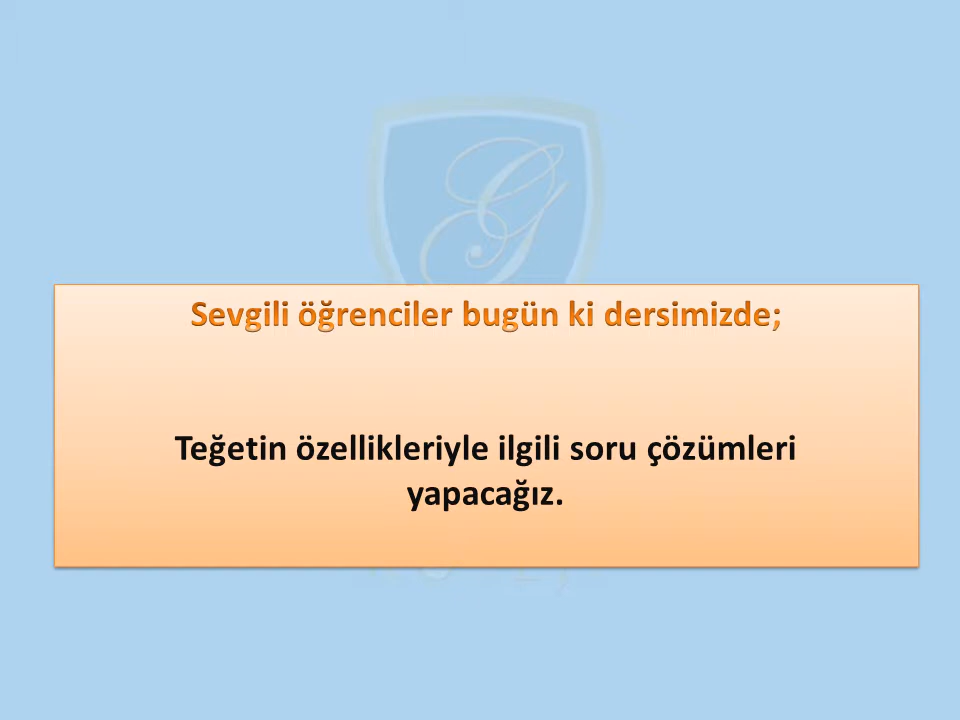 Sevgili öğrenciler bugün ki dersimizde;
Teğetin özellikleriyle ilgili soru çözümleri
yapacağız.